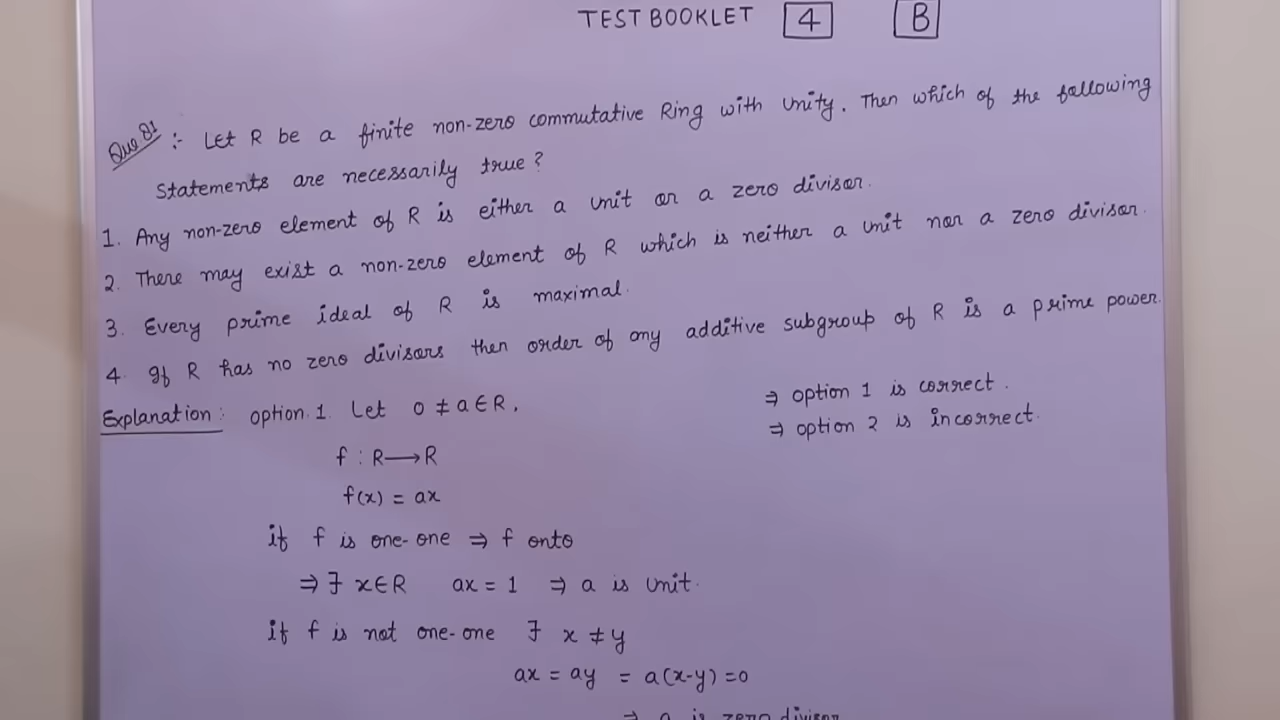 TEST BOOKLET 4 B
Que 81 :- Let R be a finite non-zero commutative Ring with Unity. Then which of the following
Statements are necessarily true?
1. Any non-zero element of R is either a unit or a zero divisor.
2. There may exist a non-zero element of R which is neither a unit nor a zero divisor.
3. Every prime ideal of R is maximal.
4. If R has no zero divisors then order of any additive subgroup of R is a prime power.
Explanation: option.1. Let 0 ≠ a ∈ R,
⇒ option 1 is correct.
⇒ option 2 is incorrect.
f : R → R
f(x) = ax
if f is one-one ⇒ f onto
⇒ ∃ x ∈ R ax = 1 ⇒ a is unit.
if f is not one-one ∃ x ≠ y
ax = ay = a(x-y) = 0
⇒ a is zero divisor